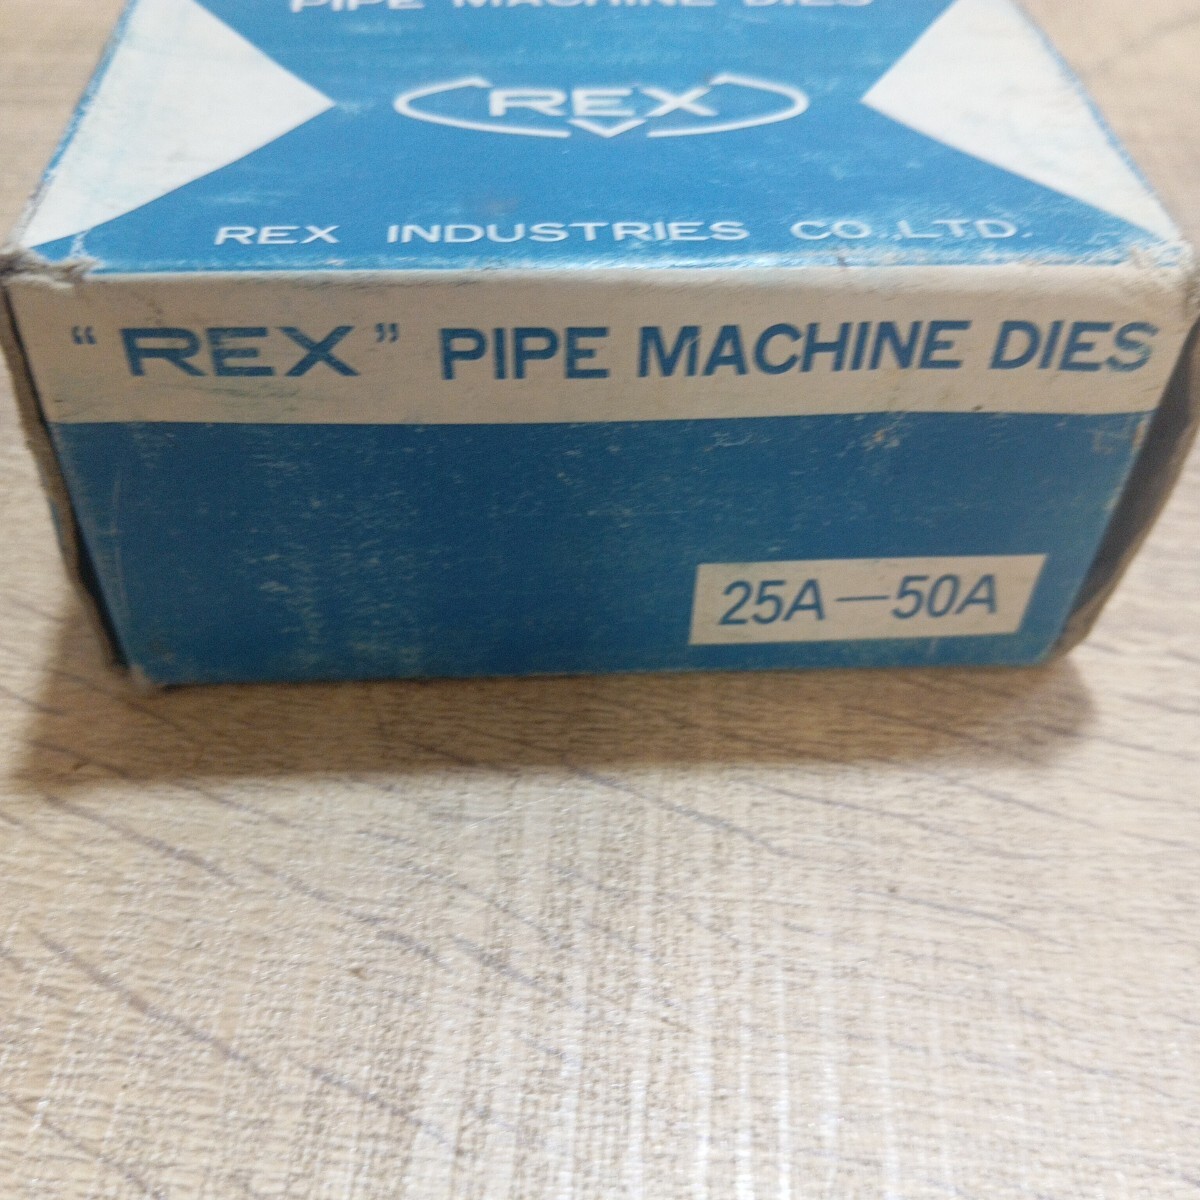 PIPE MACHINE DIES
REX
REX INDUSTRIES CO.,LTD.
“REX” PIPE MACHINE DIES
25A—50A